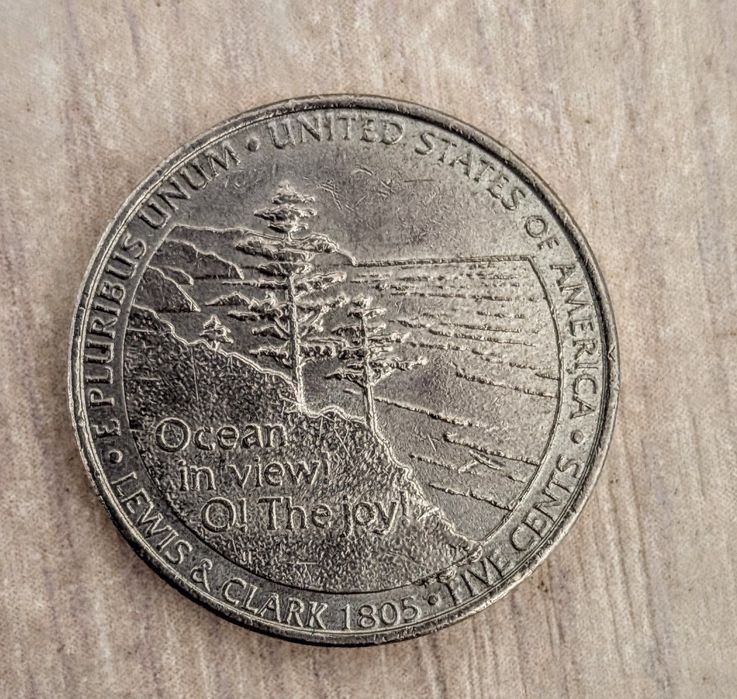 E PLURIBUS UNUM • UNITED STATES OF AMERICA •
Ocean
in view!
O! The joy!
LEWIS & CLARK 1805 • FIVE CENTS •